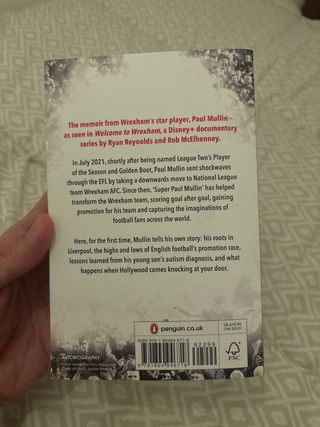 The memoir from Wrexham's star player, Paul Mullin –
as seen in Welcome to Wrexham, a Disney+ documentary
series by Ryan Reynolds and Rob McElhenney.
In July 2021, shortly after being named League Two's Player
of the Season and Golden Boot, Paul Mullin sent shockwaves
through the EFL by taking a downwards move to National League
team Wrexham AFC. Since then, 'Super Paul Mullin' has helped
transform the Wrexham team, scoring goal after goal, gaining
promotion for his team and capturing the imaginations of
football fans across the world.
Here, for the first time, Mullin tells his own story: his roots in
Liverpool, the highs and lows of English football's promotion race,
lessons learned from his young son's autism diagnosis, and what
happens when Hollywood comes knocking at your door.
penguin.co.uk
62299
FSC
AUTOBIOGRAPHY